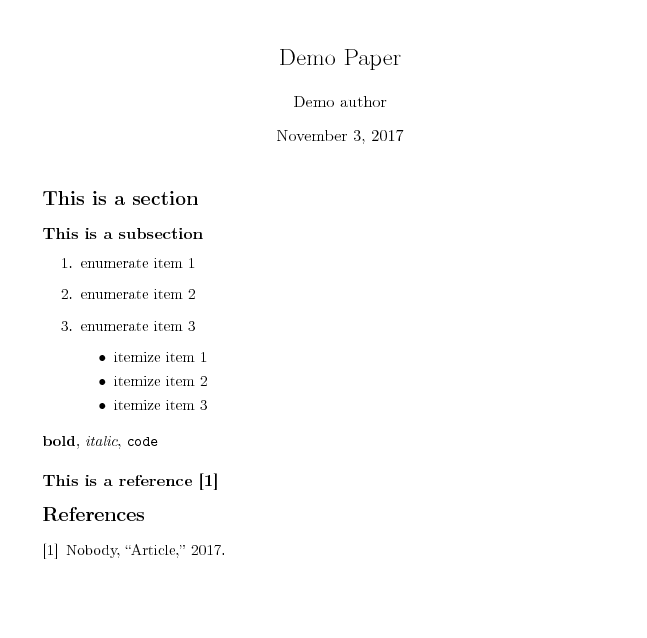 Demo Paper
Demo author
November 3, 2017
This is a section
This is a subsection
1. enumerate item 1
2. enumerate item 2
3. enumerate item 3
• itemize item 1
• itemize item 2
• itemize item 3
bold, italic, code
This is a reference [1]
References
[1] Nobody, “Article,” 2017.